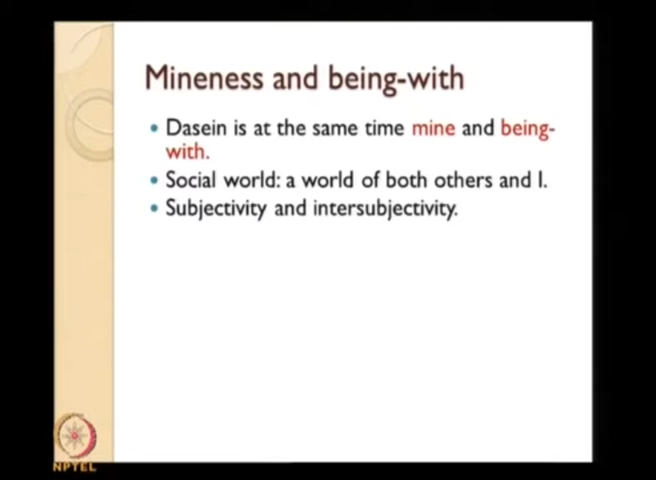 Mineness and being-with
• Dasein is at the same time mine and being-
with.
• Social world: a world of both others and I.
• Subjectivity and intersubjectivity.
NPTEL